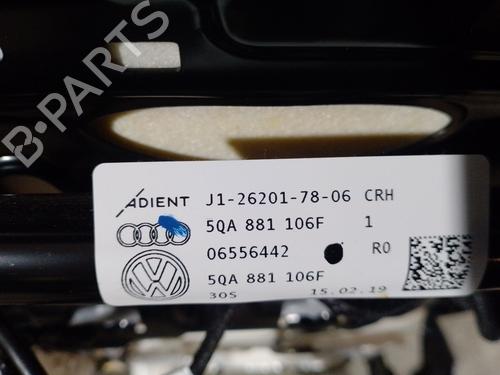 B-PARTS
ADIENT J1-26201-78-06 CRH
5QA 881 106F 1
06556442 R0
5QA 881 106F
30S 15.02.19